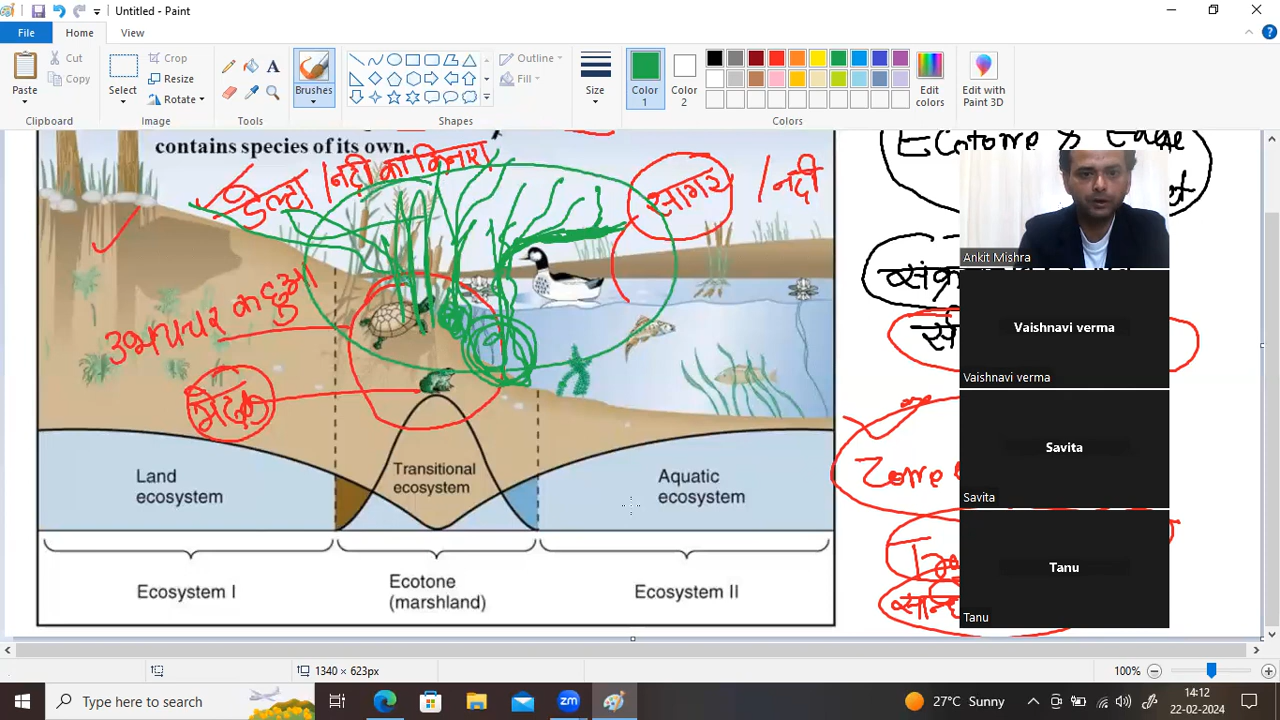 Untitled - Paint
File Home View
Paste
Cut
Copy
Clipboard
Select
Crop
Resize
Rotate
Image
Tools
Brushes
Shapes
Outline
Fill
Size
Color 1
Color 2
Colors
Edit colors
Edit with Paint 3D
contains species of its own.
डेल्टा / नदी का किनारा
सागर / नदी
उभयचर कछुआ
मेंढक
Ecotone & Edge
Zone
Land ecosystem
Transitional ecosystem
Aquatic ecosystem
Ecosystem I
Ecotone (marshland)
Ecosystem II
Ankit Mishra
Vaishnavi verma
Vaishnavi verma
Savita
Savita
Tanu
Tanu
1340 × 623px
100%
Type here to search
27°C Sunny
14:12
22-02-2024